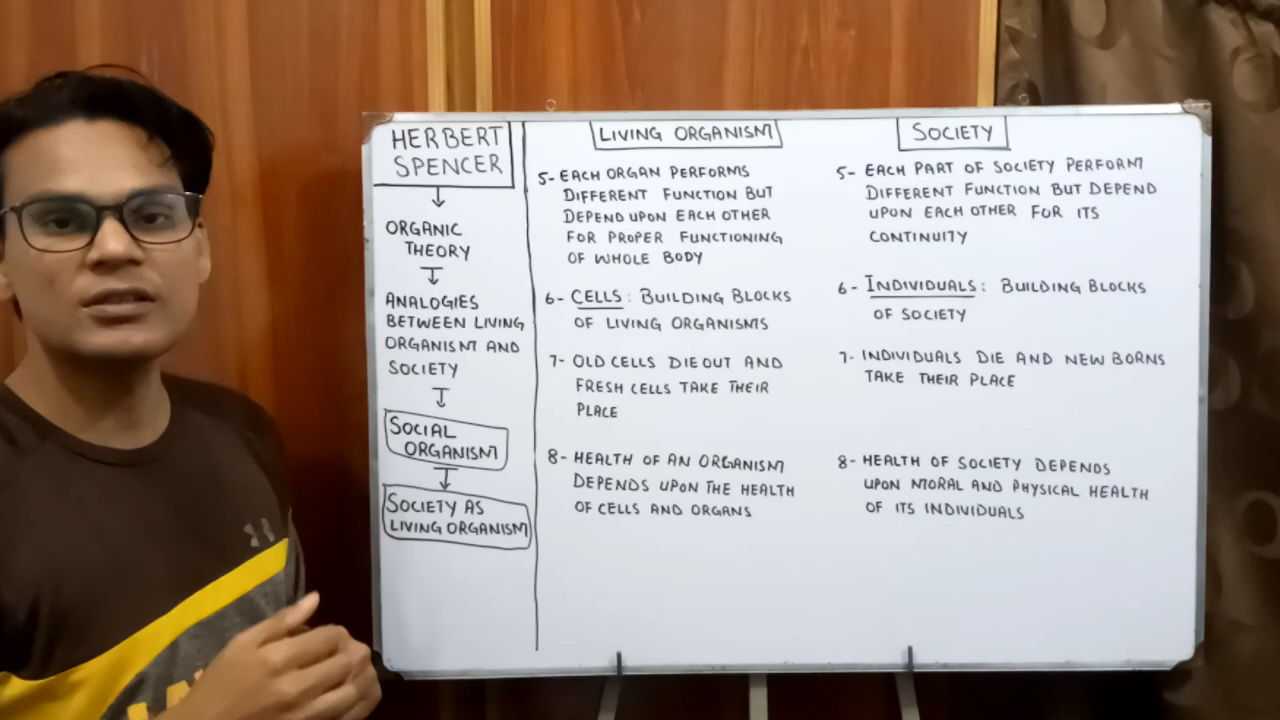 HERBERT
SPENCER
ORGANIC
THEORY
ANALOGIES
BETWEEN LIVING
ORGANISM AND
SOCIETY
SOCIAL
ORGANISM
SOCIETY AS
LIVING ORGANISM
LIVING ORGANISM
5- EACH ORGAN PERFORMS
DIFFERENT FUNCTION BUT
DEPEND UPON EACH OTHER
FOR PROPER FUNCTIONING
OF WHOLE BODY
6- CELLS: BUILDING BLOCKS
OF LIVING ORGANISMS
7- OLD CELLS DIE OUT AND
FRESH CELLS TAKE THEIR
PLACE
8- HEALTH OF AN ORGANISM
DEPENDS UPON THE HEALTH
OF CELLS AND ORGANS
SOCIETY
5- EACH PART OF SOCIETY PERFORM
DIFFERENT FUNCTION BUT DEPEND
UPON EACH OTHER FOR ITS
CONTINUITY
6- INDIVIDUALS: BUILDING BLOCKS
OF SOCIETY
7- INDIVIDUALS DIE AND NEW BORNS
TAKE THEIR PLACE
8- HEALTH OF SOCIETY DEPENDS
UPON MORAL AND PHYSICAL HEALTH
OF ITS INDIVIDUALS